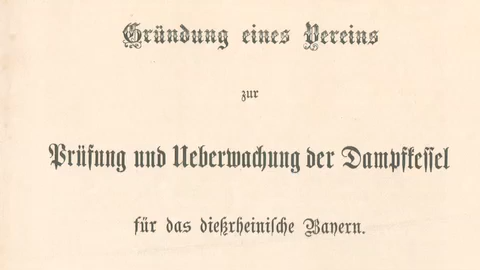 Gründung eines Vereins
zur
Prüfung und Ueberwachung der Dampfkessel
für das dießrheinische Bayern.